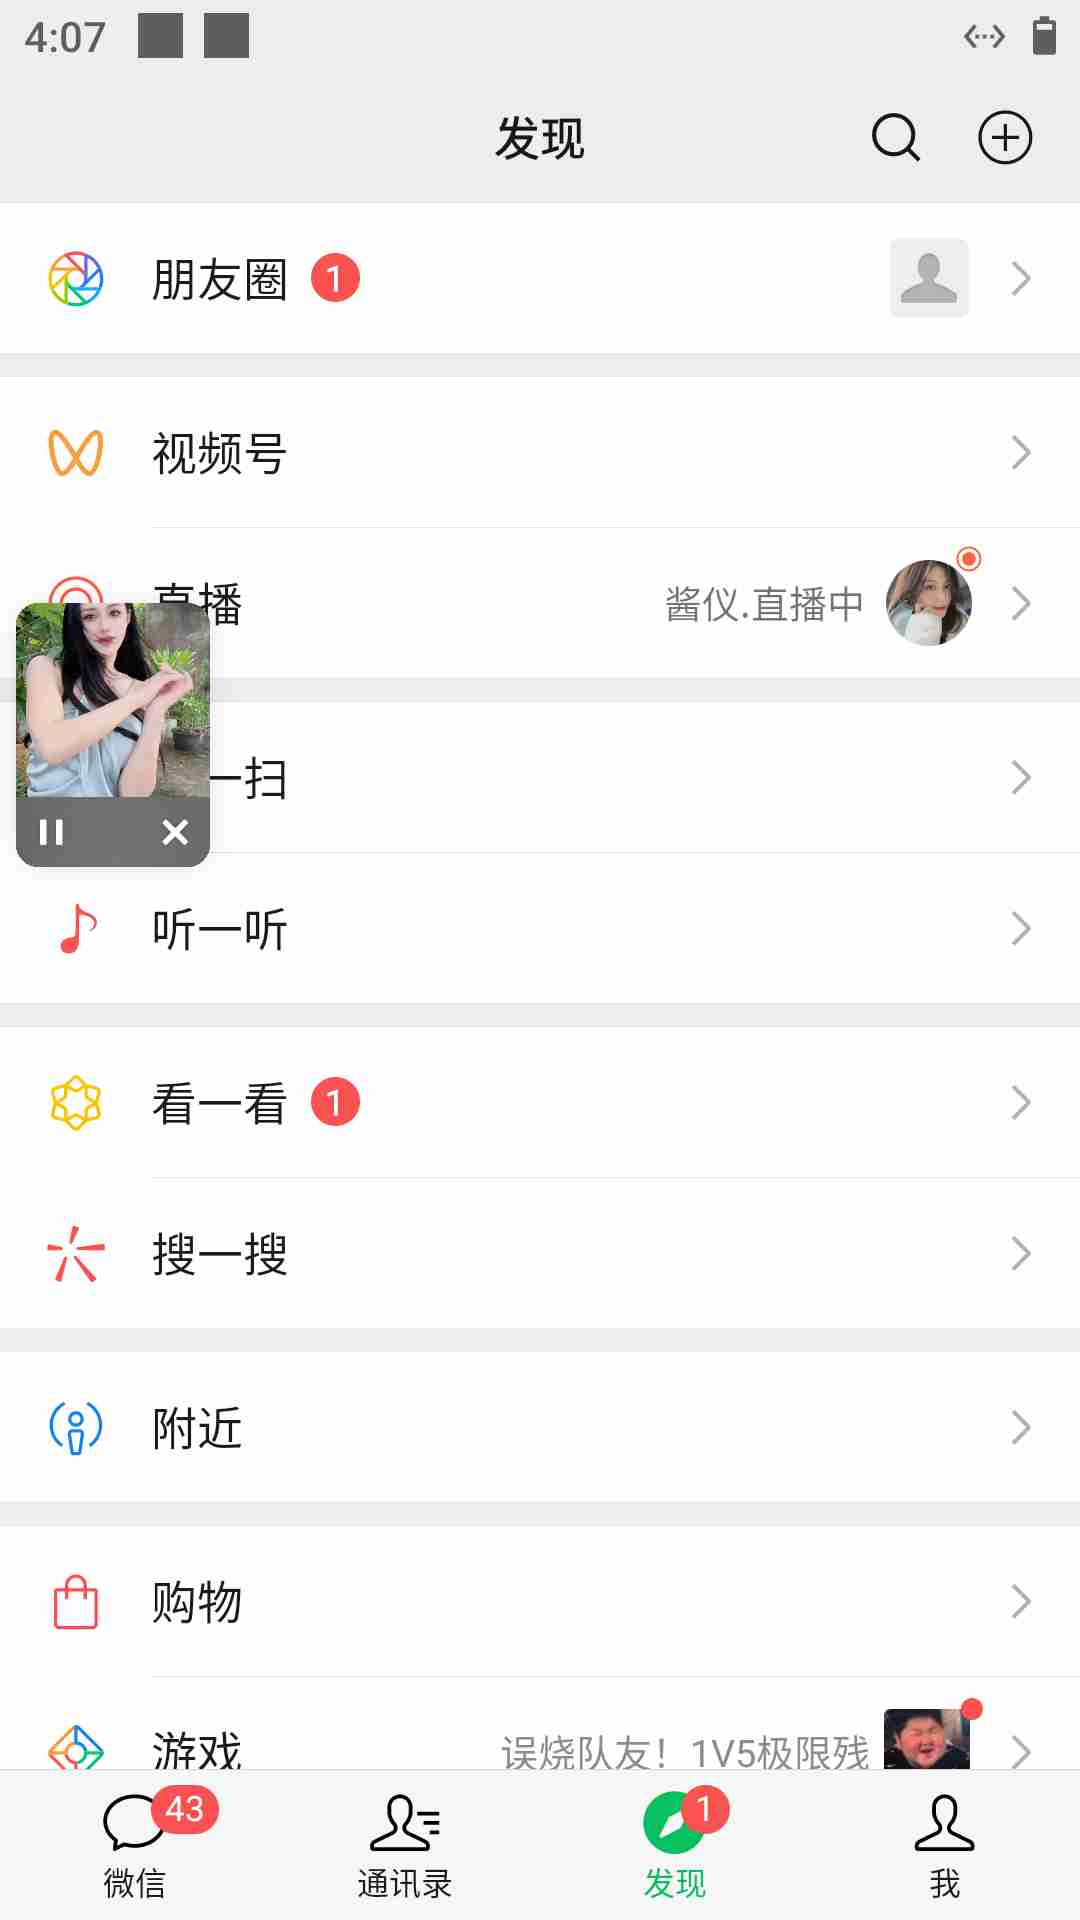 4:07
发现
朋友圈 1
视频号
直播 酱仪.直播中
一扫
听一听
看一看 1
搜一搜
附近
购物
游戏 误烧队友！1V5极限残
43 1
微信 通讯录 发现 我